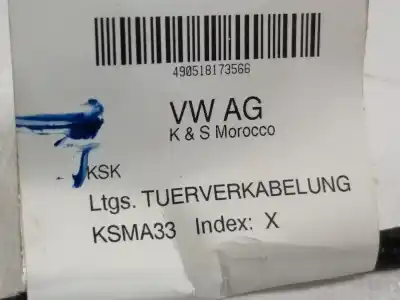 490518173566
VW AG
K & S Morocco
KSK
Ltgs. TUERVERKABELUNG
KSMA33 Index: X